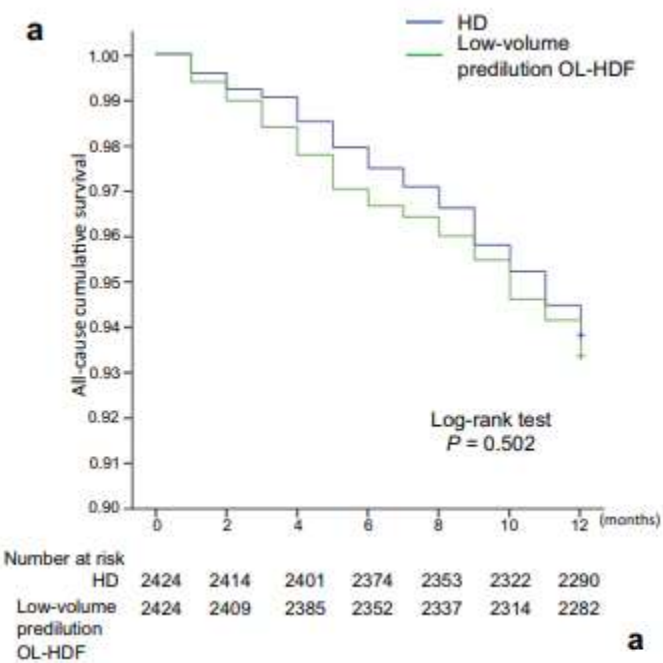 a
HD
Low-volume
predilution OL-HDF
All-cause cumulative survival
1.00
0.99
0.98
0.97
0.96
0.95
0.94
0.93
0.92
0.91
0.90
Log-rank test
P = 0.502
0 2 4 6 8 10 12 (months)
Number at risk
HD 2424 2414 2401 2374 2353 2322 2290
Low-volume 2424 2409 2385 2352 2337 2314 2282
predilution
OL-HDF
a